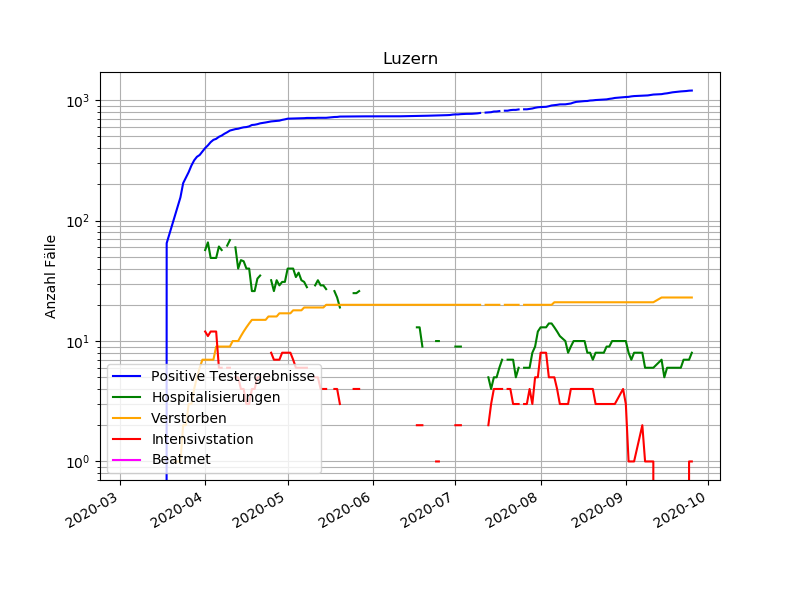 Luzern
Anzahl Fälle
10³
10²
10¹
10⁰
Positive Testergebnisse
Hospitalisierungen
Verstorben
Intensivstation
Beatmet
2020-03
2020-04
2020-05
2020-06
2020-07
2020-08
2020-09
2020-10